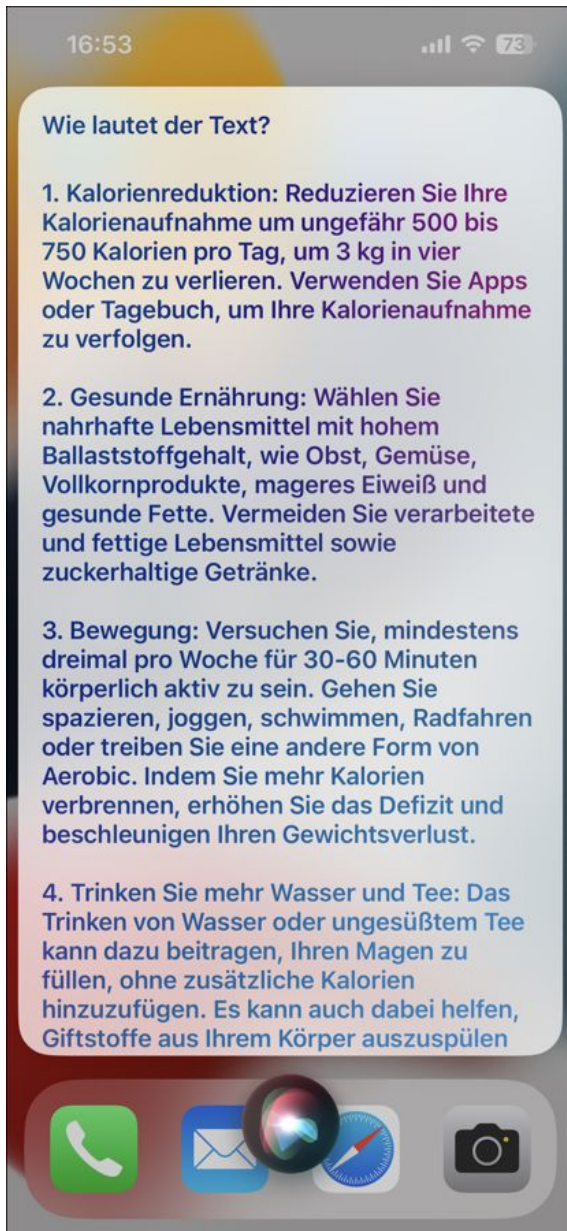 16:53
73
Wie lautet der Text?
1. Kalorienreduktion: Reduzieren Sie Ihre
Kalorienaufnahme um ungefähr 500 bis
750 Kalorien pro Tag, um 3 kg in vier
Wochen zu verlieren. Verwenden Sie Apps
oder Tagebuch, um Ihre Kalorienaufnahme
zu verfolgen.
2. Gesunde Ernährung: Wählen Sie
nahrhafte Lebensmittel mit hohem
Ballaststoffgehalt, wie Obst, Gemüse,
Vollkornprodukte, mageres Eiweiß und
gesunde Fette. Vermeiden Sie verarbeitete
und fettige Lebensmittel sowie
zuckerhaltige Getränke.
3. Bewegung: Versuchen Sie, mindestens
dreimal pro Woche für 30-60 Minuten
körperlich aktiv zu sein. Gehen Sie
spazieren, joggen, schwimmen, Radfahren
oder treiben Sie eine andere Form von
Aerobic. Indem Sie mehr Kalorien
verbrennen, erhöhen Sie das Defizit und
beschleunigen Ihren Gewichtsverlust.
4. Trinken Sie mehr Wasser und Tee: Das
Trinken von Wasser oder ungesüßtem Tee
kann dazu beitragen, Ihren Magen zu
füllen, ohne zusätzliche Kalorien
hinzuzufügen. Es kann auch dabei helfen,
Giftstoffe aus Ihrem Körper auszuspülen